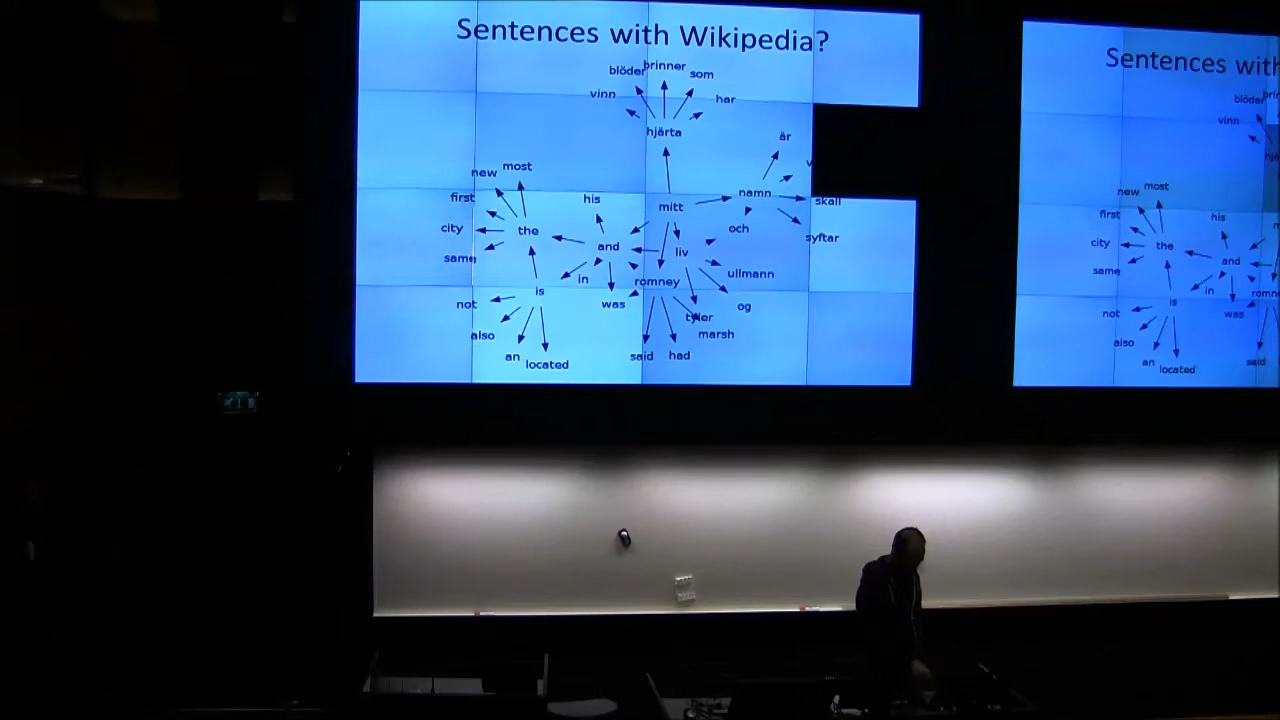 Sentences with Wikipedia?
blöder
brinner
som
vinn
har
hjärta
är
new
most
namn
first
his
mitt
skall
city
the
och
syftar
same
and
liv
in
romney
ullmann
is
not
was
og
also
tyler
marsh
an
located
said
had
Sentences with
blöder
vinn
new
most
first
his
city
the
same
and
in
is
not
was
also
an
located
said